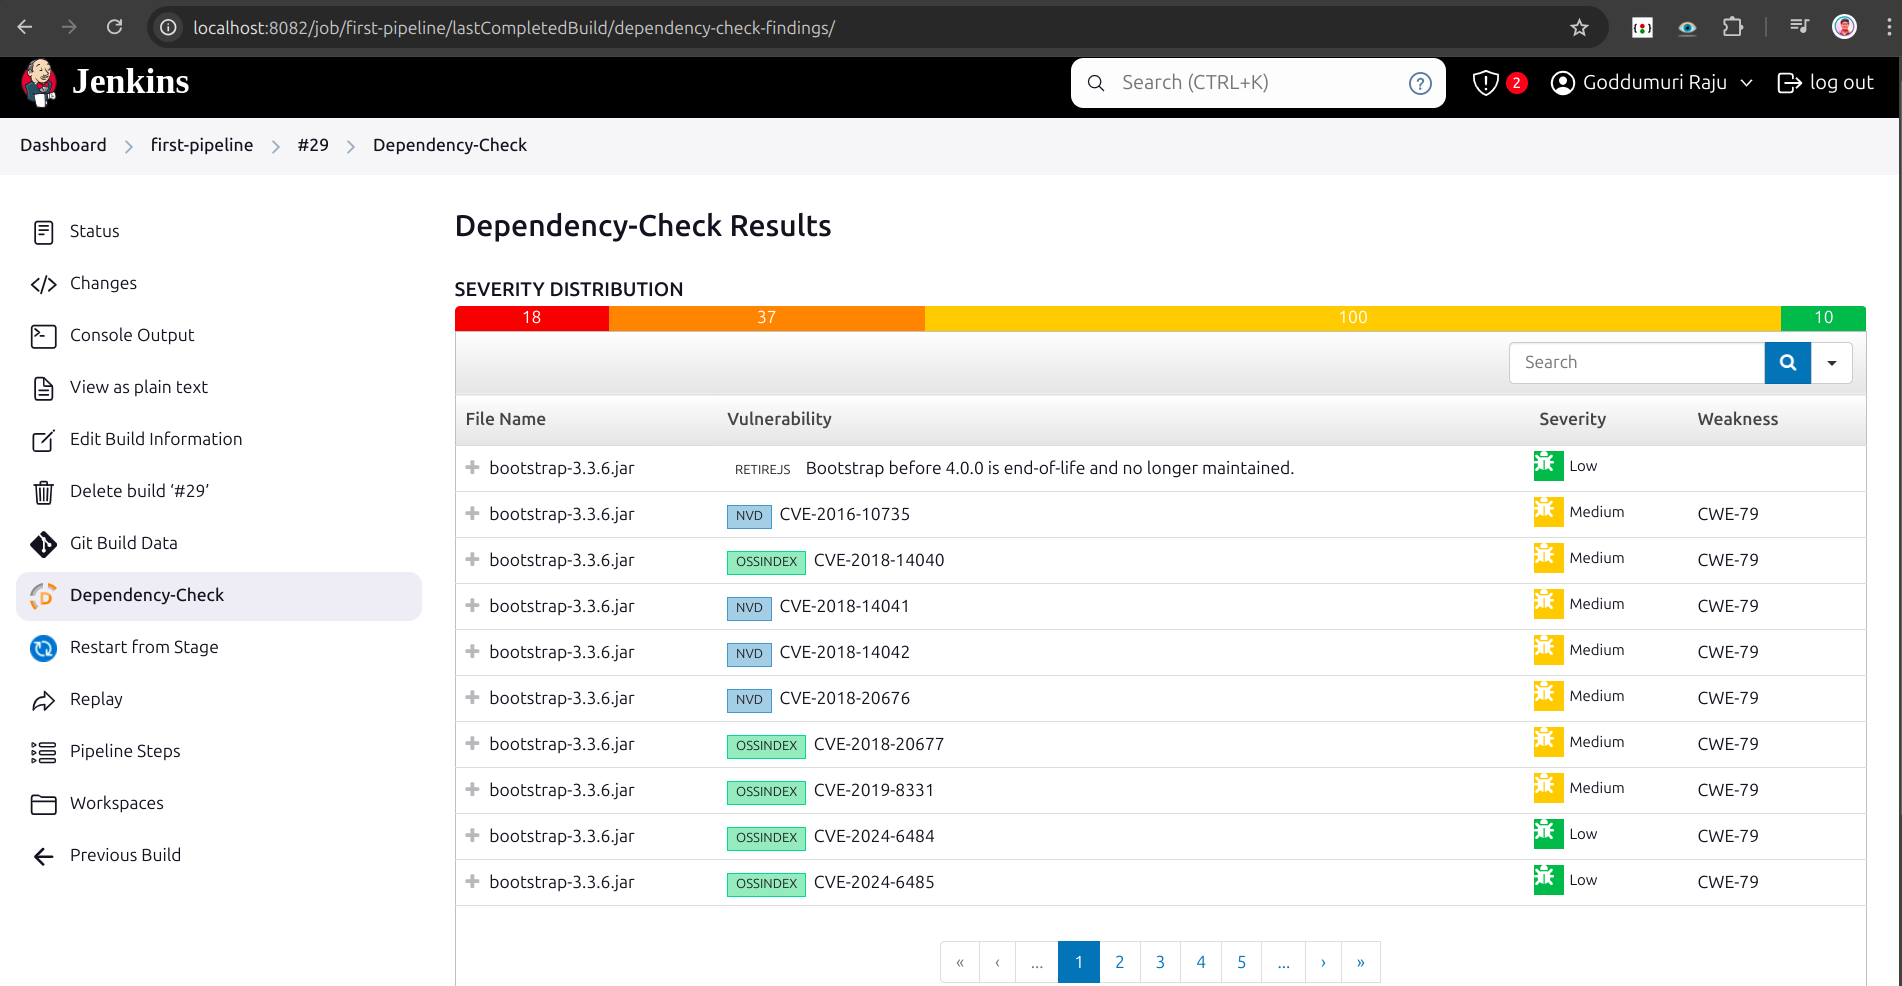 localhost:8082/job/first-pipeline/lastCompletedBuild/dependency-check-findings/
Jenkins
Search (CTRL+K)
?
2
Goddumuri Raju
log out
Dashboard > first-pipeline > #29 > Dependency-Check
Status
Changes
Console Output
View as plain text
Edit Build Information
Delete build ‘#29’
Git Build Data
Dependency-Check
Restart from Stage
Replay
Pipeline Steps
Workspaces
Previous Build
Dependency-Check Results
SEVERITY DISTRIBUTION
18 37 100 10
Search
File Name Vulnerability Severity Weakness
bootstrap-3.3.6.jar RETIREJS Bootstrap before 4.0.0 is end-of-life and no longer maintained. Low
bootstrap-3.3.6.jar NVD CVE-2016-10735 Medium CWE-79
bootstrap-3.3.6.jar OSSINDEX CVE-2018-14040 Medium CWE-79
bootstrap-3.3.6.jar NVD CVE-2018-14041 Medium CWE-79
bootstrap-3.3.6.jar NVD CVE-2018-14042 Medium CWE-79
bootstrap-3.3.6.jar NVD CVE-2018-20676 Medium CWE-79
bootstrap-3.3.6.jar OSSINDEX CVE-2018-20677 Medium CWE-79
bootstrap-3.3.6.jar OSSINDEX CVE-2019-8331 Medium CWE-79
bootstrap-3.3.6.jar OSSINDEX CVE-2024-6484 Low CWE-79
bootstrap-3.3.6.jar OSSINDEX CVE-2024-6485 Low CWE-79
« ‹ ... 1 2 3 4 5 ... › »